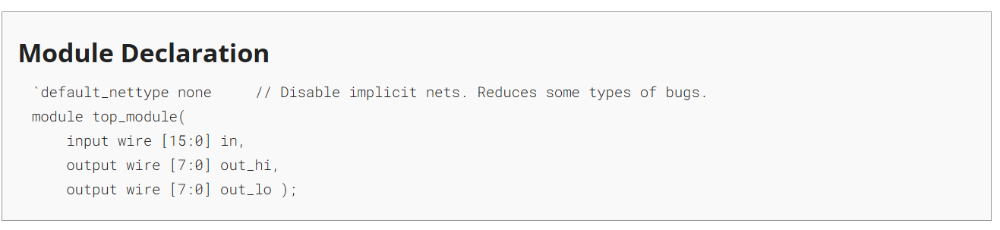 Module Declaration
`default_nettype none     // Disable implicit nets. Reduces some types of bugs.
module top_module(
    input wire [15:0] in,
    output wire [7:0] out_hi,
    output wire [7:0] out_lo );